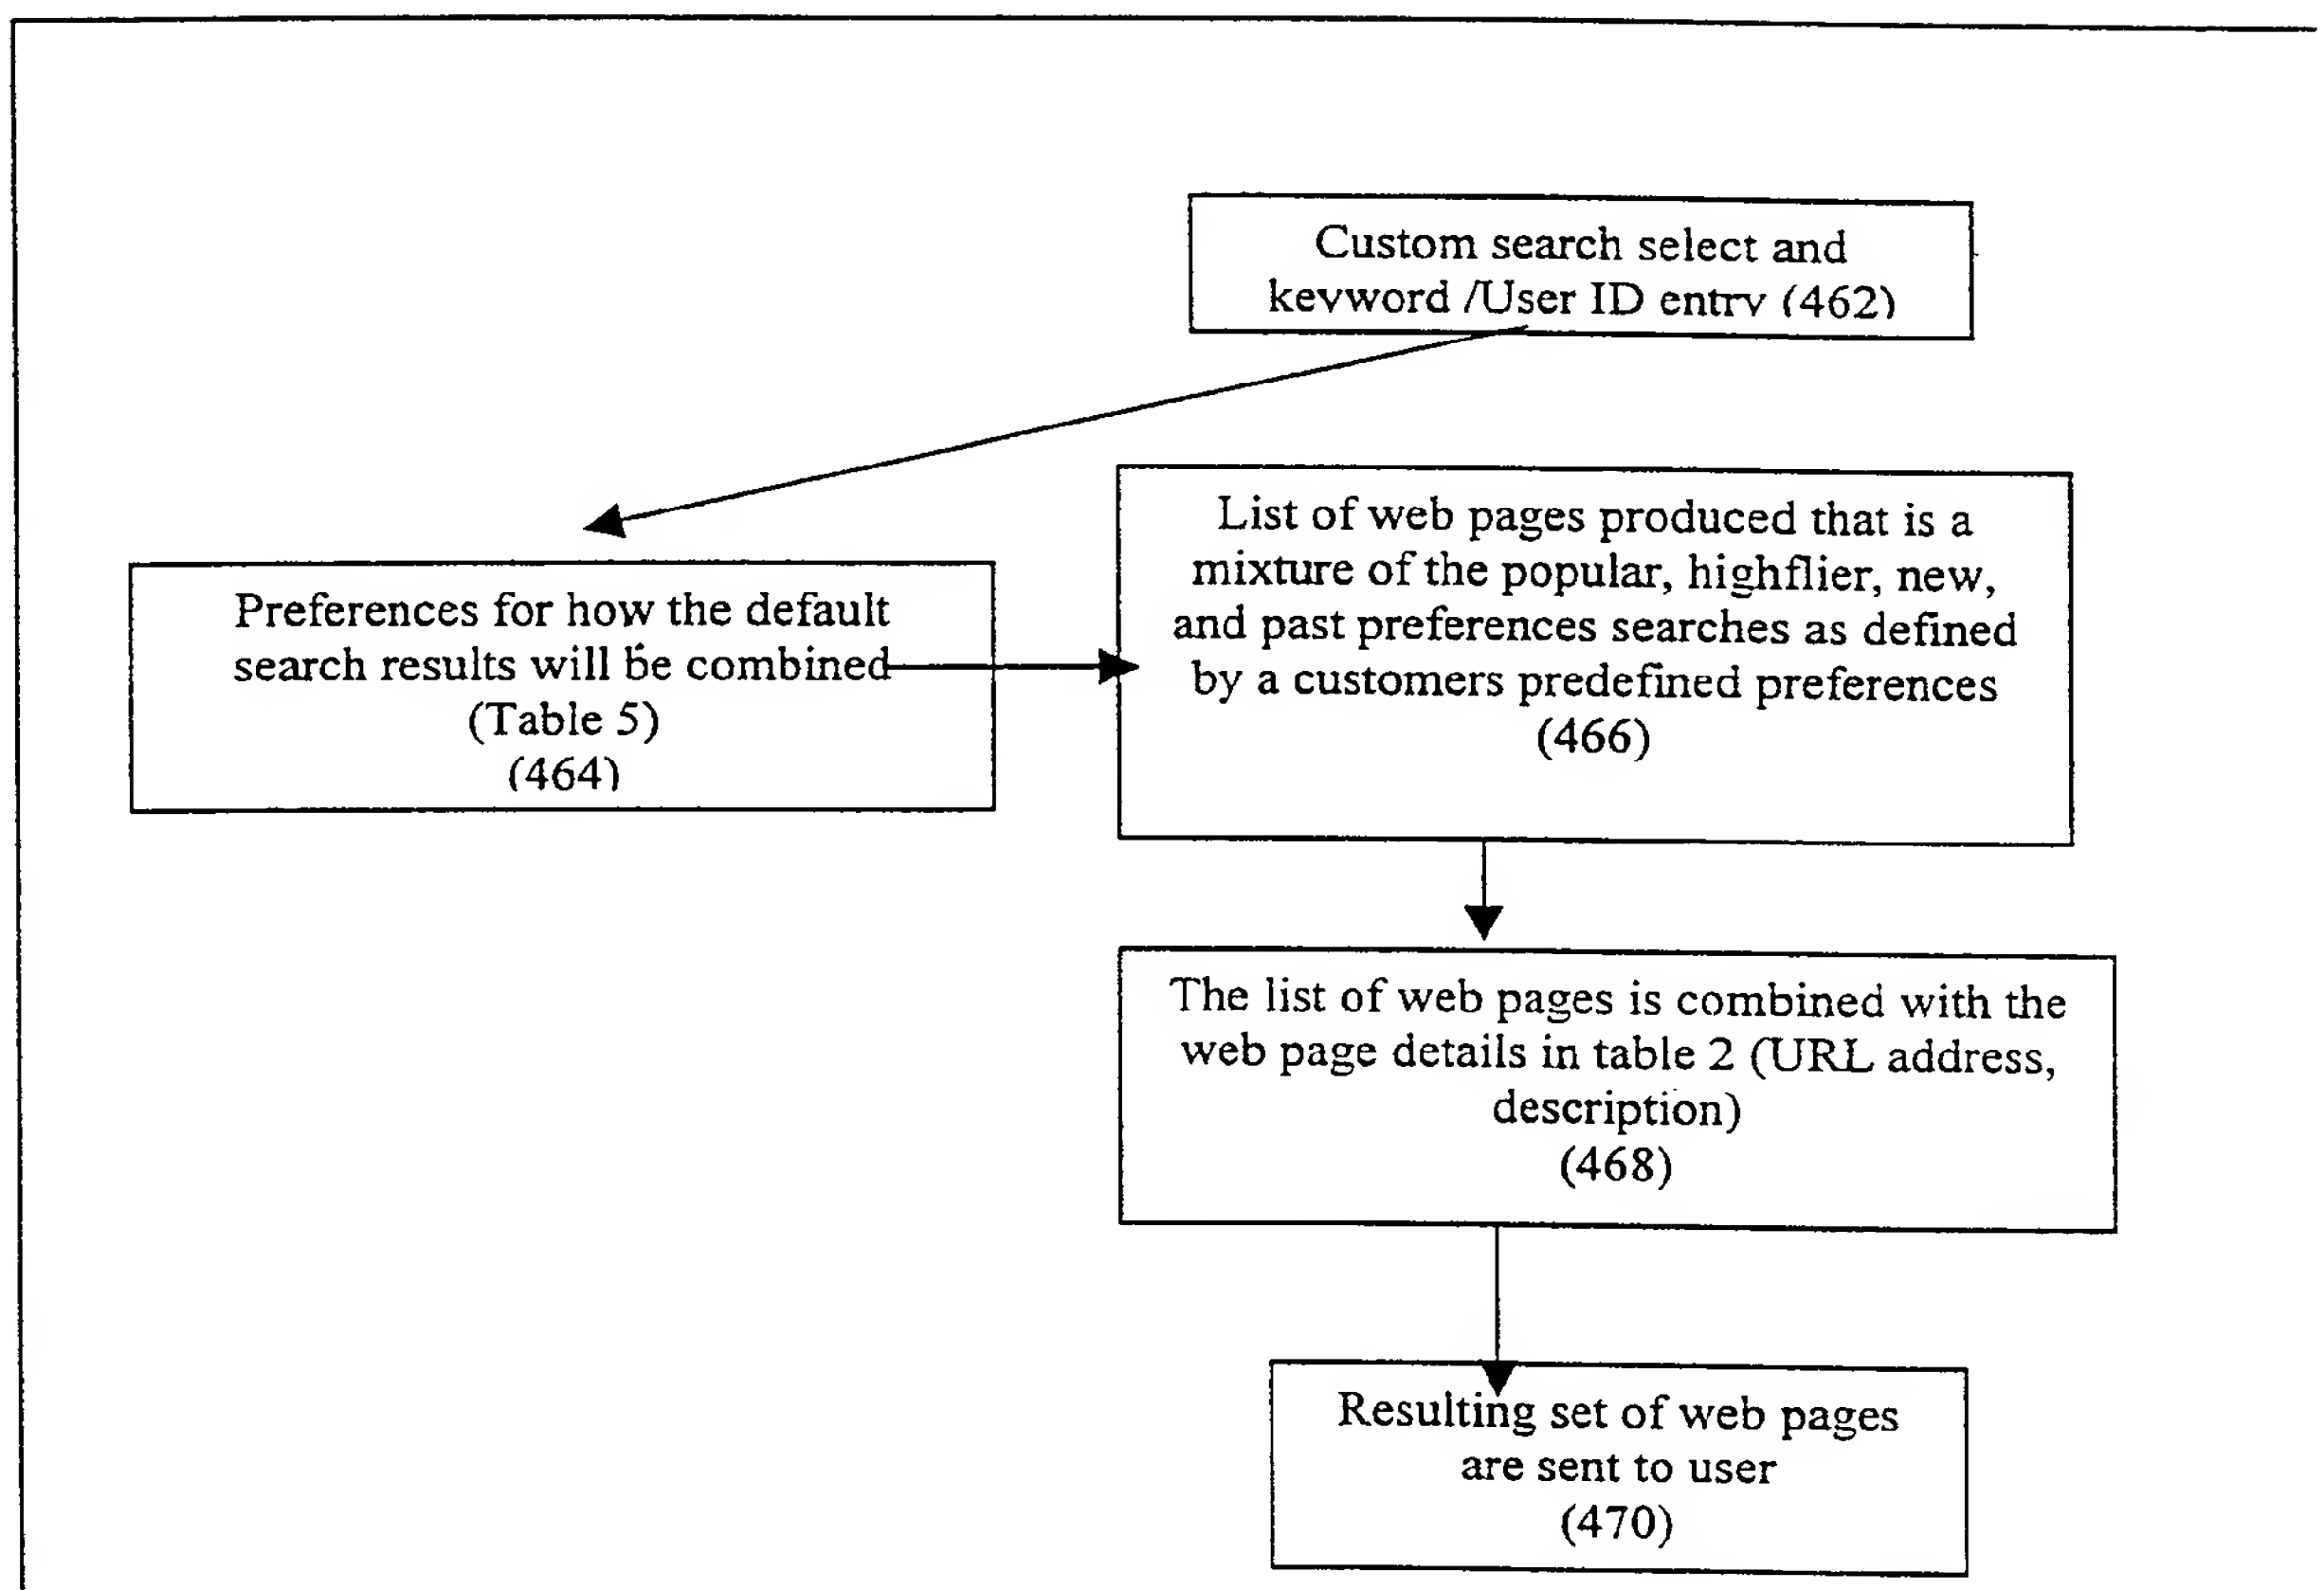 Custom search select and
keyword /User ID entry (462)
Preferences for how the default
search results will be combined
(Table 5)
(464)
List of web pages produced that is a
mixture of the popular, highflier, new,
and past preferences searches as defined
by a customers predefined preferences
(466)
The list of web pages is combined with the
web page details in table 2 (URL address,
description)
(468)
Resulting set of web pages
are sent to user
(470)